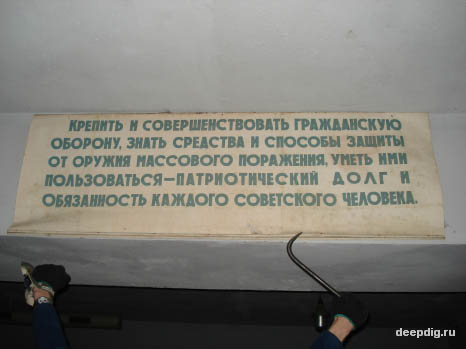 КРЕПИТЬ И СОВЕРШЕНСТВОВАТЬ ГРАЖДАНСКУЮ
ОБОРОНУ, ЗНАТЬ СРЕДСТВА И СПОСОБЫ ЗАЩИТЫ
ОТ ОРУЖИЯ МАССОВОГО ПОРАЖЕНИЯ, УМЕТЬ ИМИ
ПОЛЬЗОВАТЬСЯ—ПАТРИОТИЧЕСКИЙ ДОЛГ И
ОБЯЗАННОСТЬ КАЖДОГО СОВЕТСКОГО ЧЕЛОВЕКА.
deepdig.ru